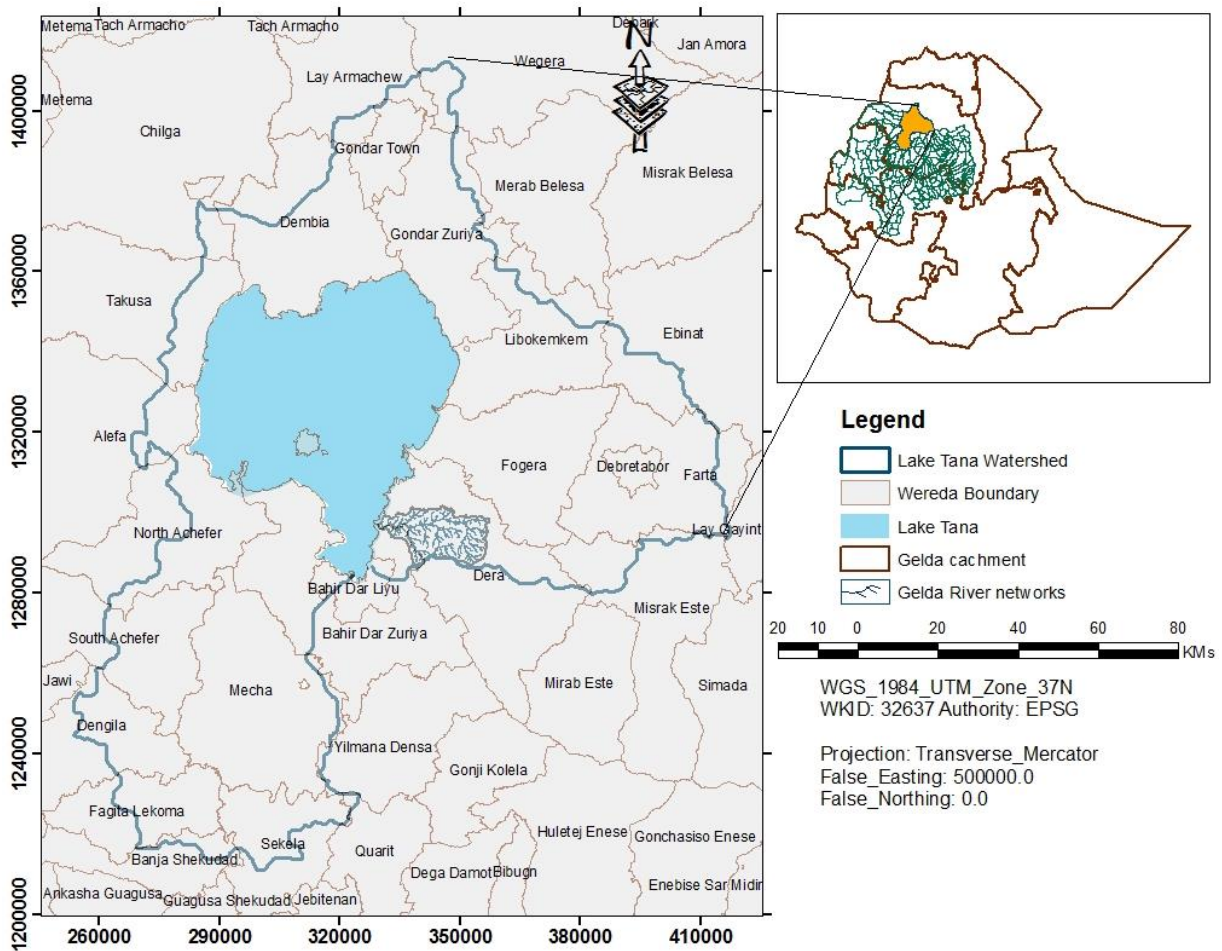 Metema
Tach Armacho
Tach Armacho
Debark
N
Jan Amora
Wegera
Lay Armachew
Metema
Chilga
Gondar Town
Misrak Belesa
Merab Belesa
Dembia
Gondar Zuriya
Takusa
Ebinat
Libokemkem
Alefa
Fogera
Debretabor
Farta
North Achefer
Lay Gayint
Dera
Bahir Dar Liyu
Misrak Este
South Achefer
Bahir Dar Zuriya
Jawi
Mecha
Mirab Este
Simada
Dengila
Yilmana Densa
Gonji Kolela
Fagita Lekoma
Huletej Enese
Gonchasiso Enese
Sekela
Banja Shekudad
Quarit
Dega Damot
Bibugn
Enebise Sar Midir
Ankasha Guagusa
Guagusa Shekudad
Jebitenan
1400000
1360000
1320000
1280000
1240000
1200000
260000 290000 320000 350000 380000 410000
Legend
Lake Tana Watershed
Wereda Boundary
Lake Tana
Gelda cachment
Gelda River networks
20 10 0 20 40 60 80
KMs
WGS_1984_UTM_Zone_37N
WKID: 32637 Authority: EPSG
Projection: Transverse_Mercator
False_Easting: 500000.0
False_Northing: 0.0